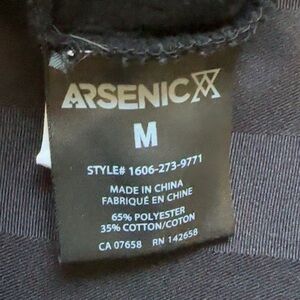 ARSENIC
M
STYLE# 1606-273-9771
MADE IN CHINA
FABRIQUÉ EN CHINE
65% POLYESTER
35% COTTON/COTON
CA 07658 RN 142658